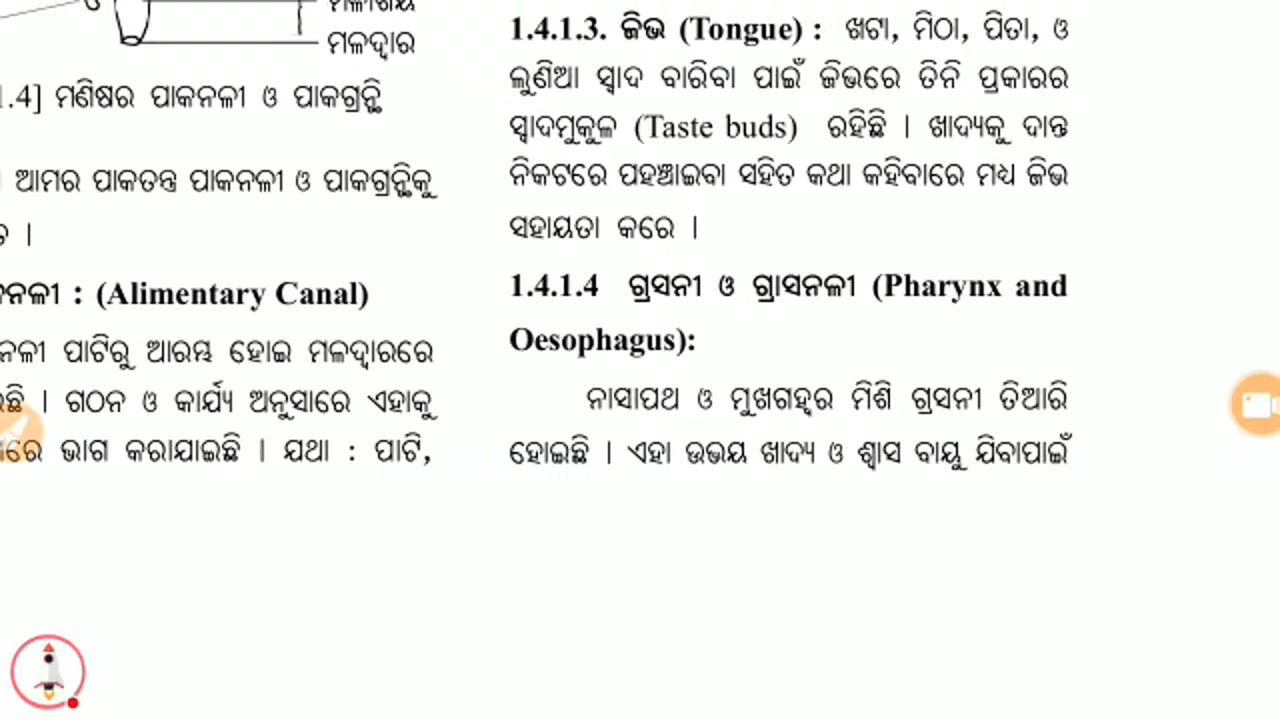 ମଳଦ୍ୱାର
1.4] ମଣିଷର ପାକନଳୀ ଓ ପାକଗ୍ରନ୍ଥି
ଆମର ପାକତନ୍ତ୍ର ପାକନଳୀ ଓ ପାକଗ୍ରନ୍ଥିକୁ
।
ନଳୀ : (Alimentary Canal)
ନଳୀ ପାଟିରୁ ଆରମ୍ଭ ହୋଇ ମଳଦ୍ୱାରରେ
। ଗଠନ ଓ କାର୍ଯ୍ୟ ଅନୁସାରେ ଏହାକୁ
ରେ ଭାଗ କରାଯାଇଛି । ଯଥା : ପାଟି,
1.4.1.3. ଜିଭ (Tongue) : ଖଟା, ମିଠା, ପିତା, ଓ
ଲୁଣିଆ ସ୍ୱାଦ ବାରିବା ପାଇଁ ଜିଭରେ ତିନି ପ୍ରକାରର
ସ୍ୱାଦମୁକୁଳ (Taste buds) ରହିଛି । ଖାଦ୍ୟକୁ ଦାନ୍ତ
ନିକଟରେ ପହଞ୍ଚାଇବା ସହିତ କଥା କହିବାରେ ମଧ୍ୟ ଜିଭ
ସହାୟତା କରେ ।
1.4.1.4 ଗ୍ରସନୀ ଓ ଗ୍ରାସନଳୀ (Pharynx and
Oesophagus):
ନାସାପଥ ଓ ମୁଖଗହ୍ୱର ମିଶି ଗ୍ରସନୀ ତିଆରି
ହୋଇଛି । ଏହା ଉଭୟ ଖାଦ୍ୟ ଓ ଶ୍ୱାସ ବାୟୁ ଯିବାପାଇଁ